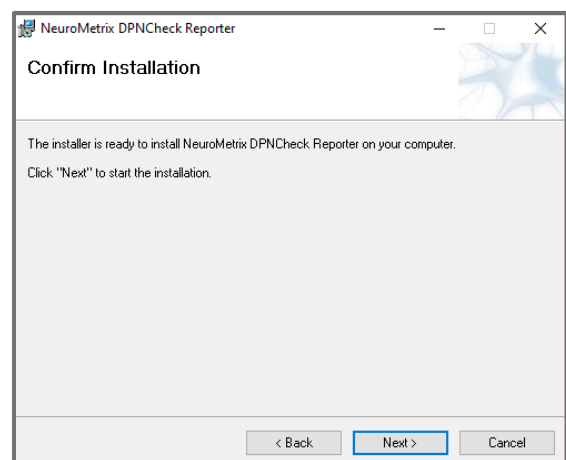 NeuroMetrix DPNCheck Reporter
Confirm Installation
The installer is ready to install NeuroMetrix DPNCheck Reporter on your computer.
Click "Next" to start the installation.
< Back
Next >
Cancel